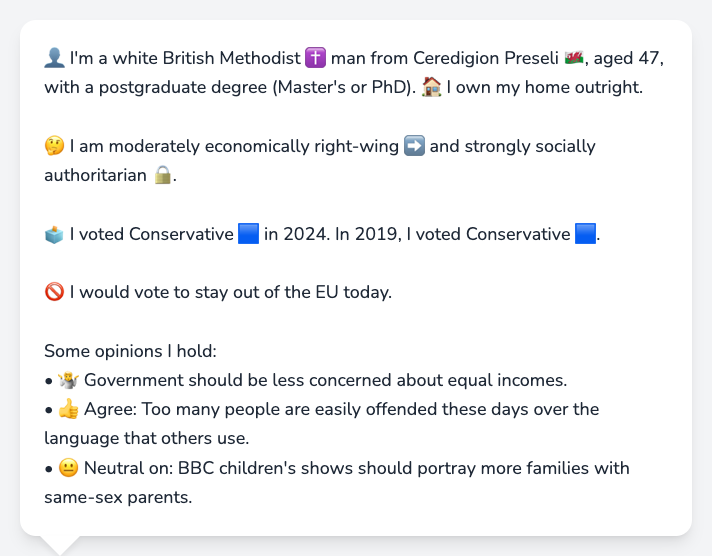 👤 I'm a white British Methodist ✝️ man from Ceredigion Preseli 🏴󠁧󠁢󠁷󠁬󠁳󠁿, aged 47,
with a postgraduate degree (Master's or PhD). 🏠 I own my home outright.
🤔 I am moderately economically right-wing ➡️ and strongly socially
authoritarian 🔒.
🗳️ I voted Conservative 🟦 in 2024. In 2019, I voted Conservative 🟦.
🚫 I would vote to stay out of the EU today.
Some opinions I hold:
• 🤷 Government should be less concerned about equal incomes.
• 👍 Agree: Too many people are easily offended these days over the
language that others use.
• 😐 Neutral on: BBC children's shows should portray more families with
same-sex parents.